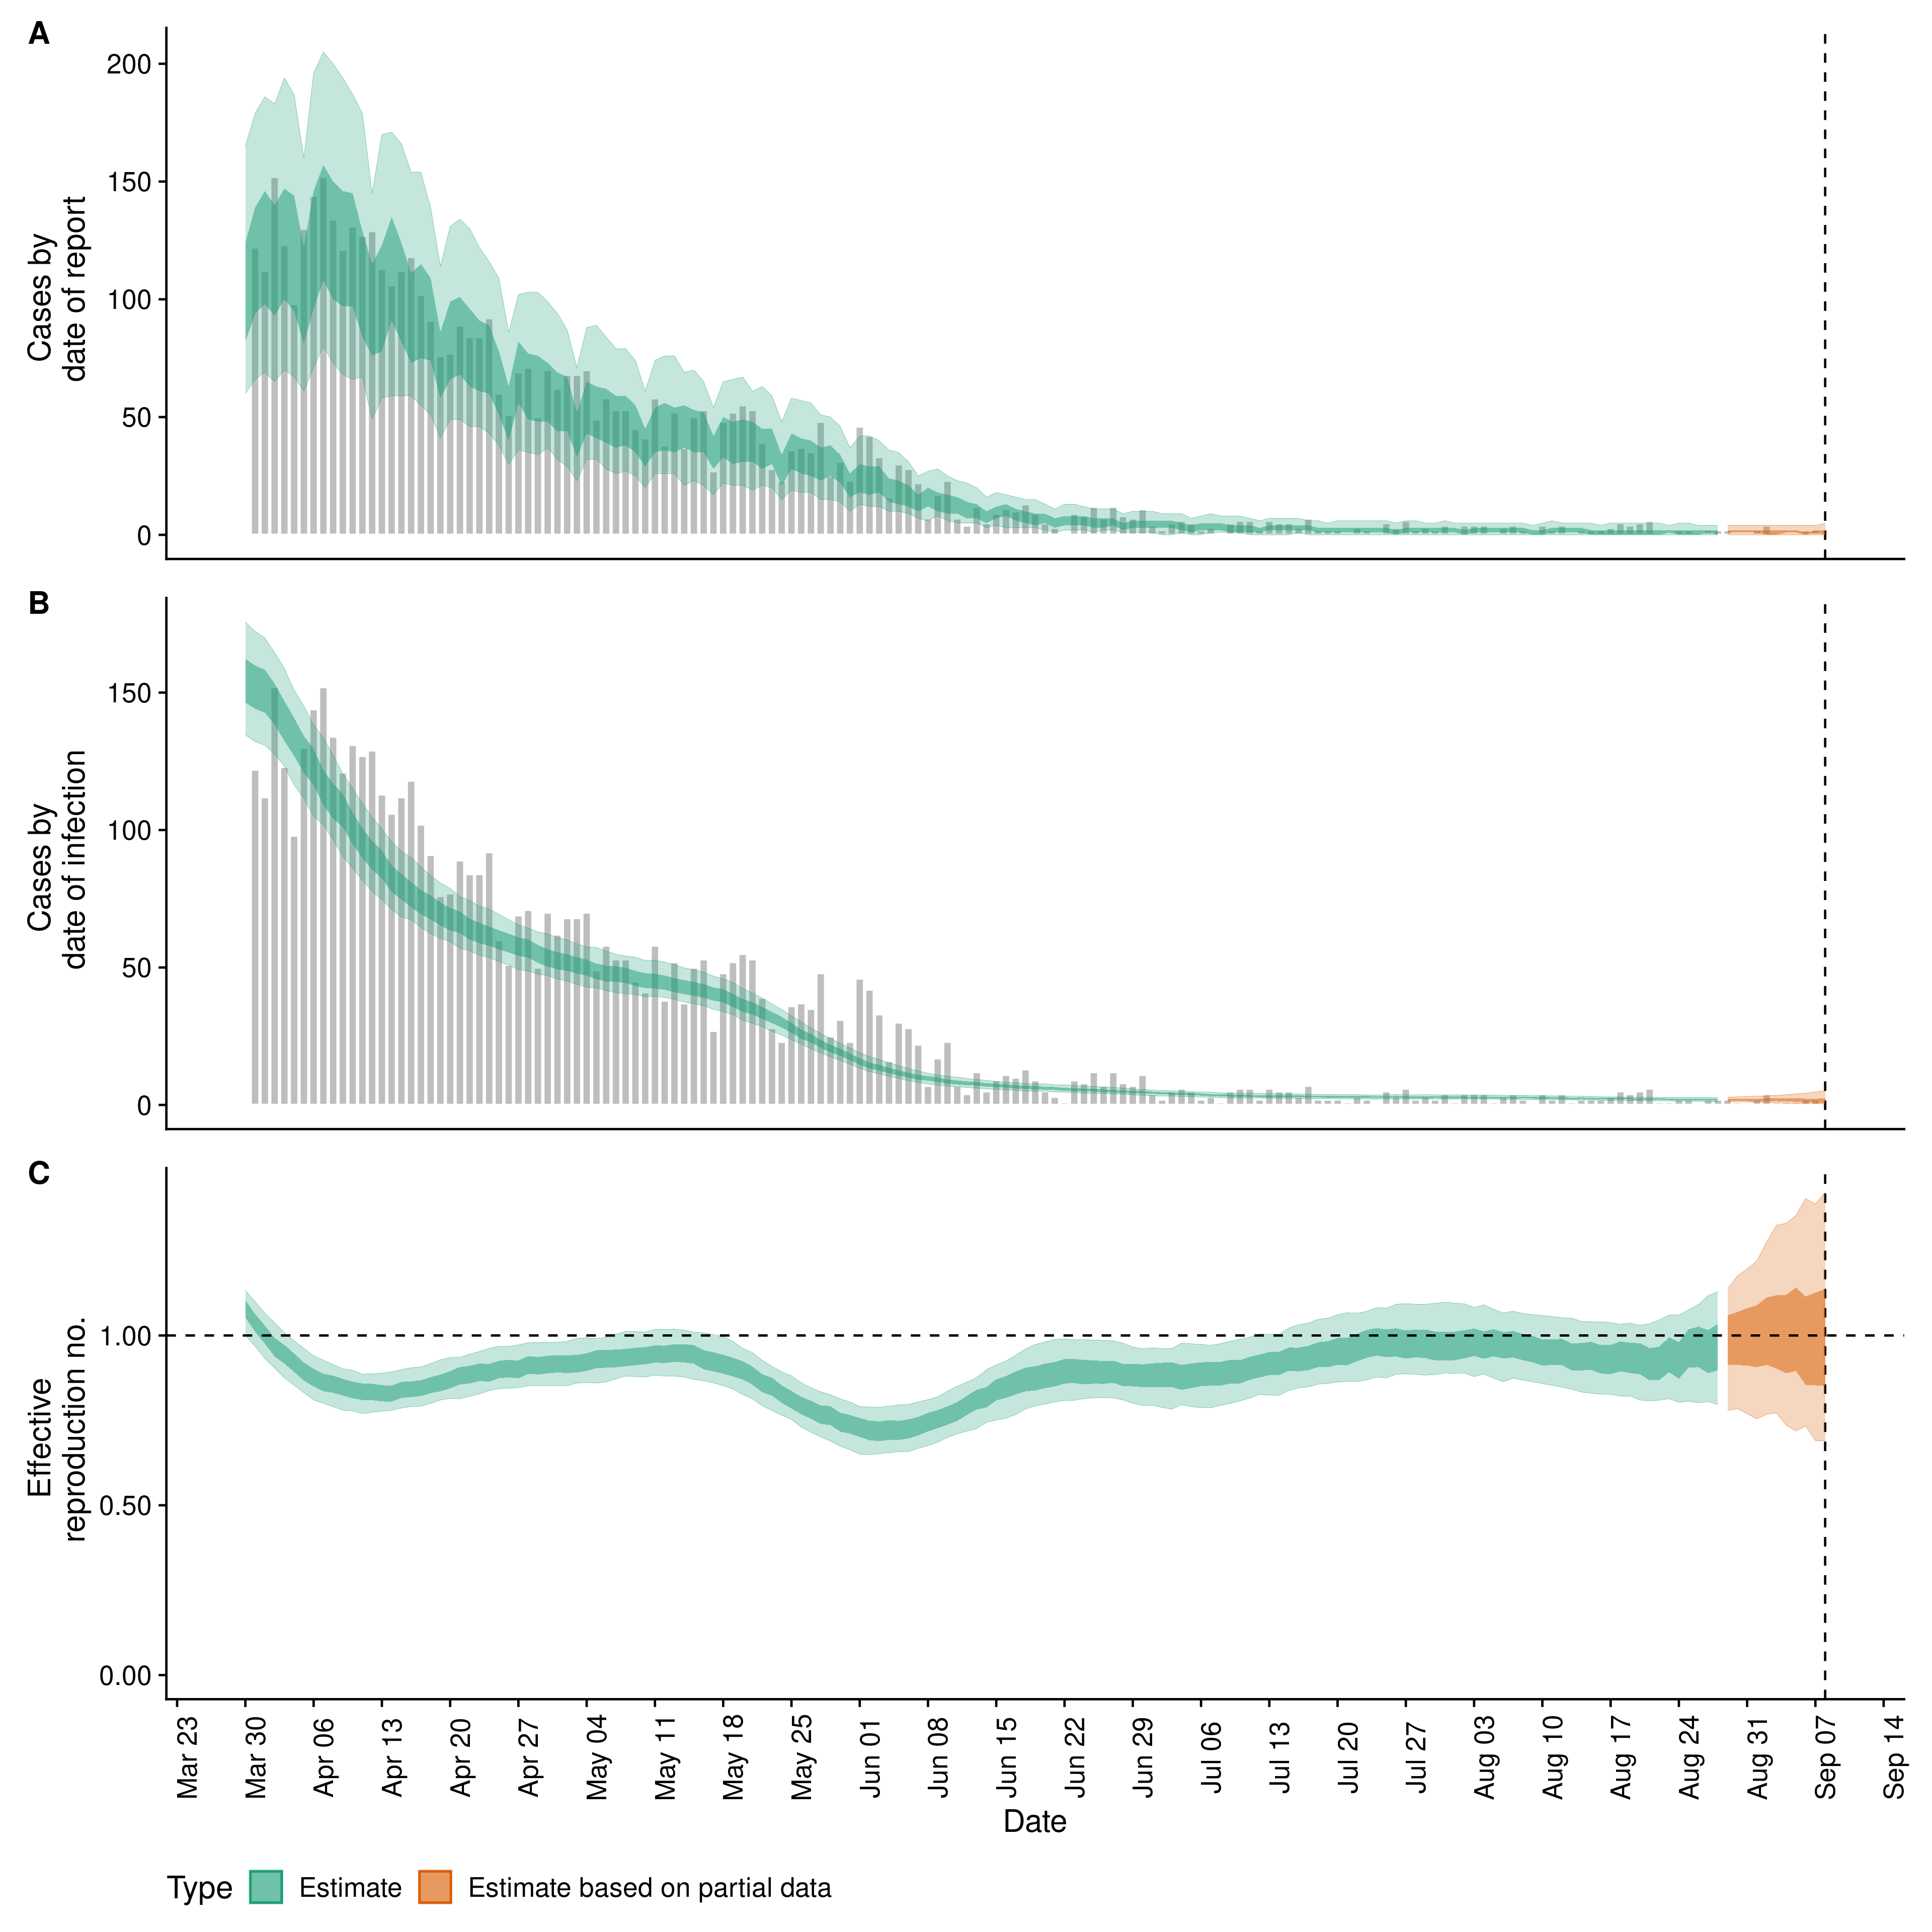 A
Cases by
date of report
200
150
100
50
0
B
Cases by
date of infection
150
100
50
0
C
Effective
reproduction no.
1.00
0.50
0.00
Mar 23
Mar 30
Apr 06
Apr 13
Apr 20
Apr 27
May 04
May 11
May 18
May 25
Jun 01
Jun 08
Jun 15
Jun 22
Jun 29
Jul 06
Jul 13
Jul 20
Jul 27
Aug 03
Aug 10
Aug 17
Aug 24
Aug 31
Sep 07
Sep 14
Date
Type Estimate Estimate based on partial data